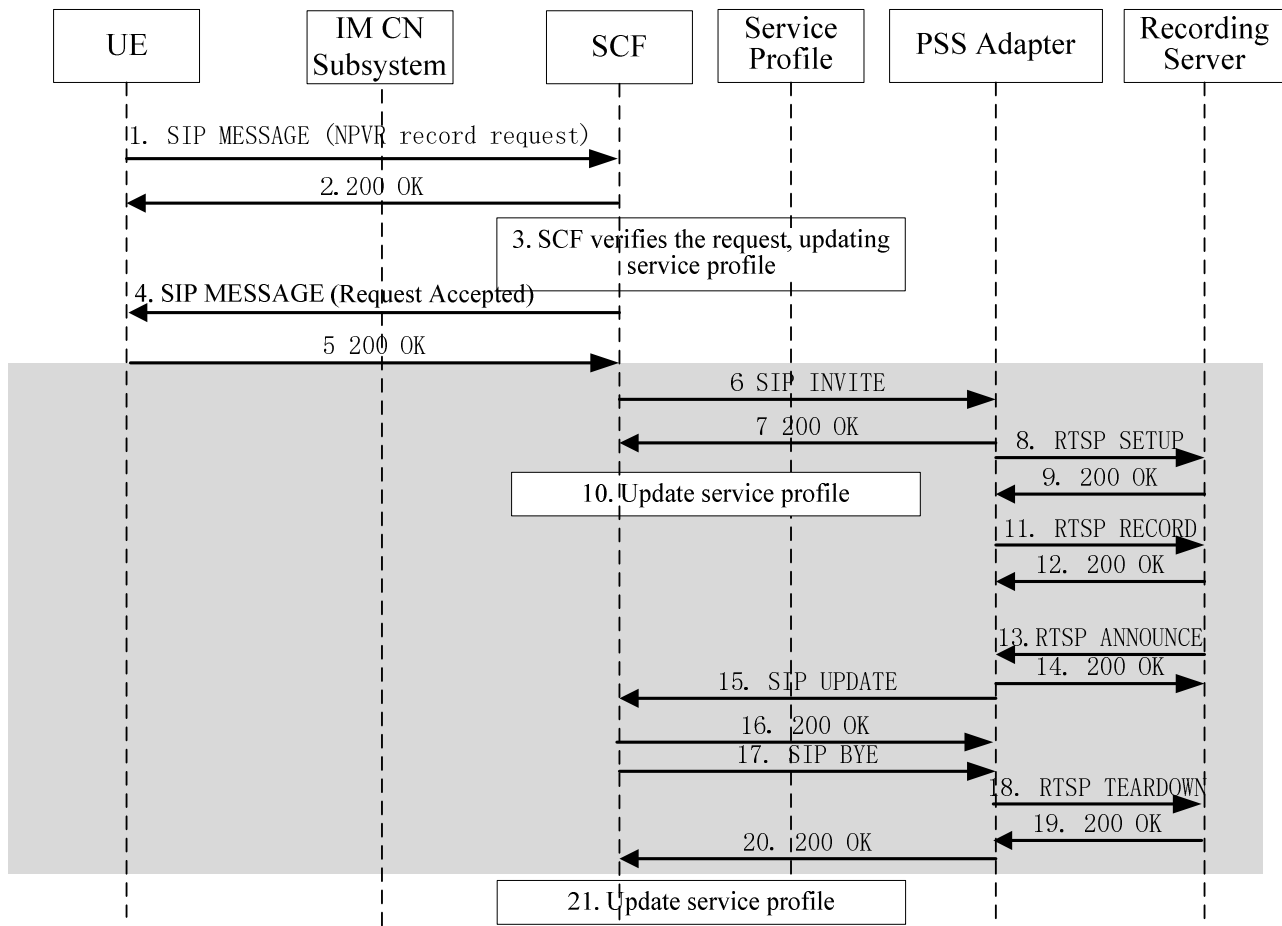 UE
IM CN
Subsystem
SCF
Service
Profile
PSS Adapter
Recording
Server
1. SIP MESSAGE (NPVR record request)
2.200 OK
3. SCF verifies the request, updating
service profile
4. SIP MESSAGE (Request Accepted)
5 200 OK
6 SIP INVITE
7 200 OK
8. RTSP SETUP
9. 200 OK
10. Update service profile
11. RTSP RECORD
12. 200 OK
13.RTSP ANNOUNCE
14. 200 OK
15. SIP UPDATE
16. 200 OK
17. SIP BYE
18. RTSP TEARDOWN
19. 200 OK
20. 200 OK
21. Update service profile